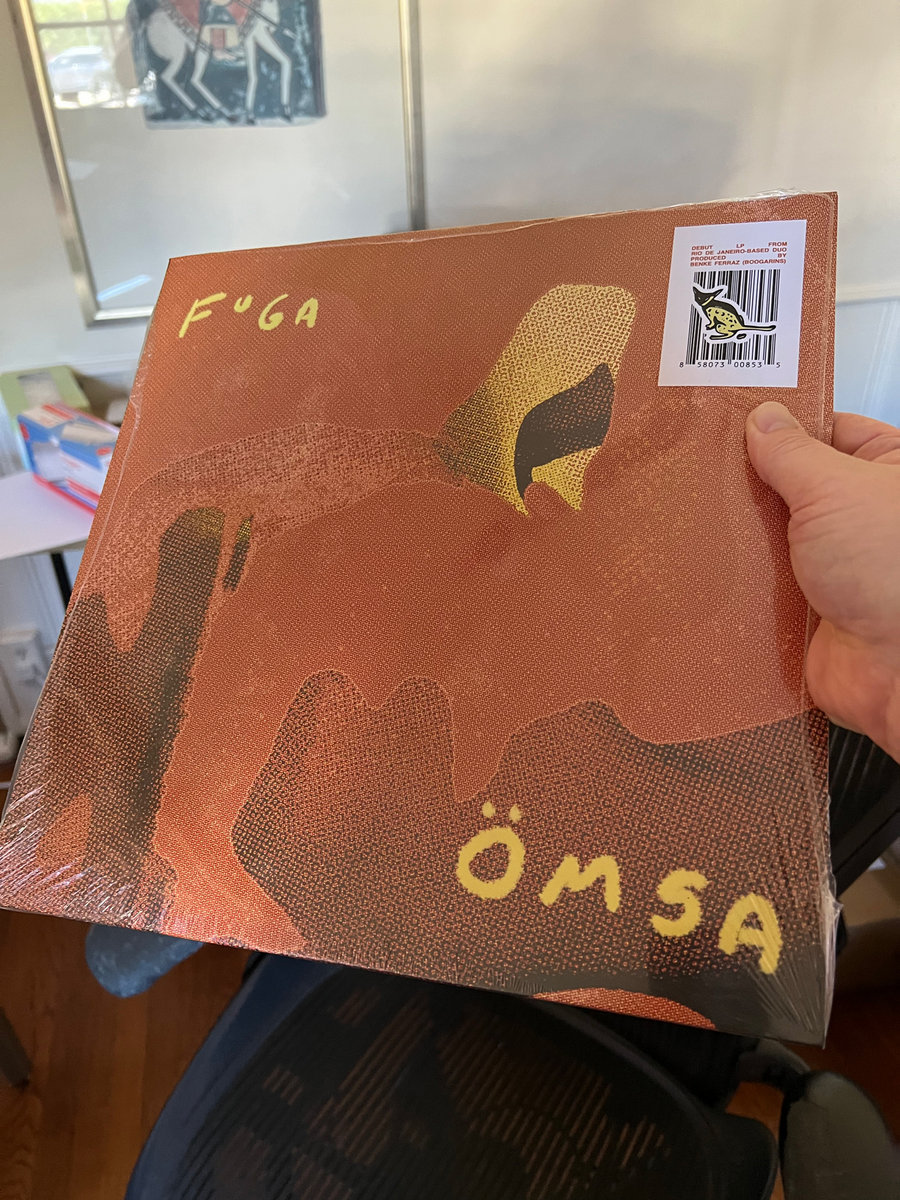 FUGA
DEBUT LP FROM
RIO DE JANEIRO-BASED DUO
PRODUCED BY
BENKE FERRAZ (BOOGARINS)
8 58073 00853 5
ÖMSA